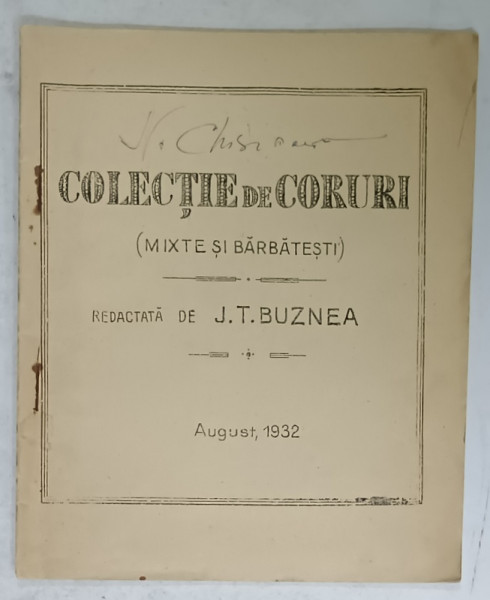 COLECȚIE DE CORURI
(MIXTE ȘI BĂRBĂTEȘTI)
REDACTATĂ DE J.T.BUZNEA
August, 1932